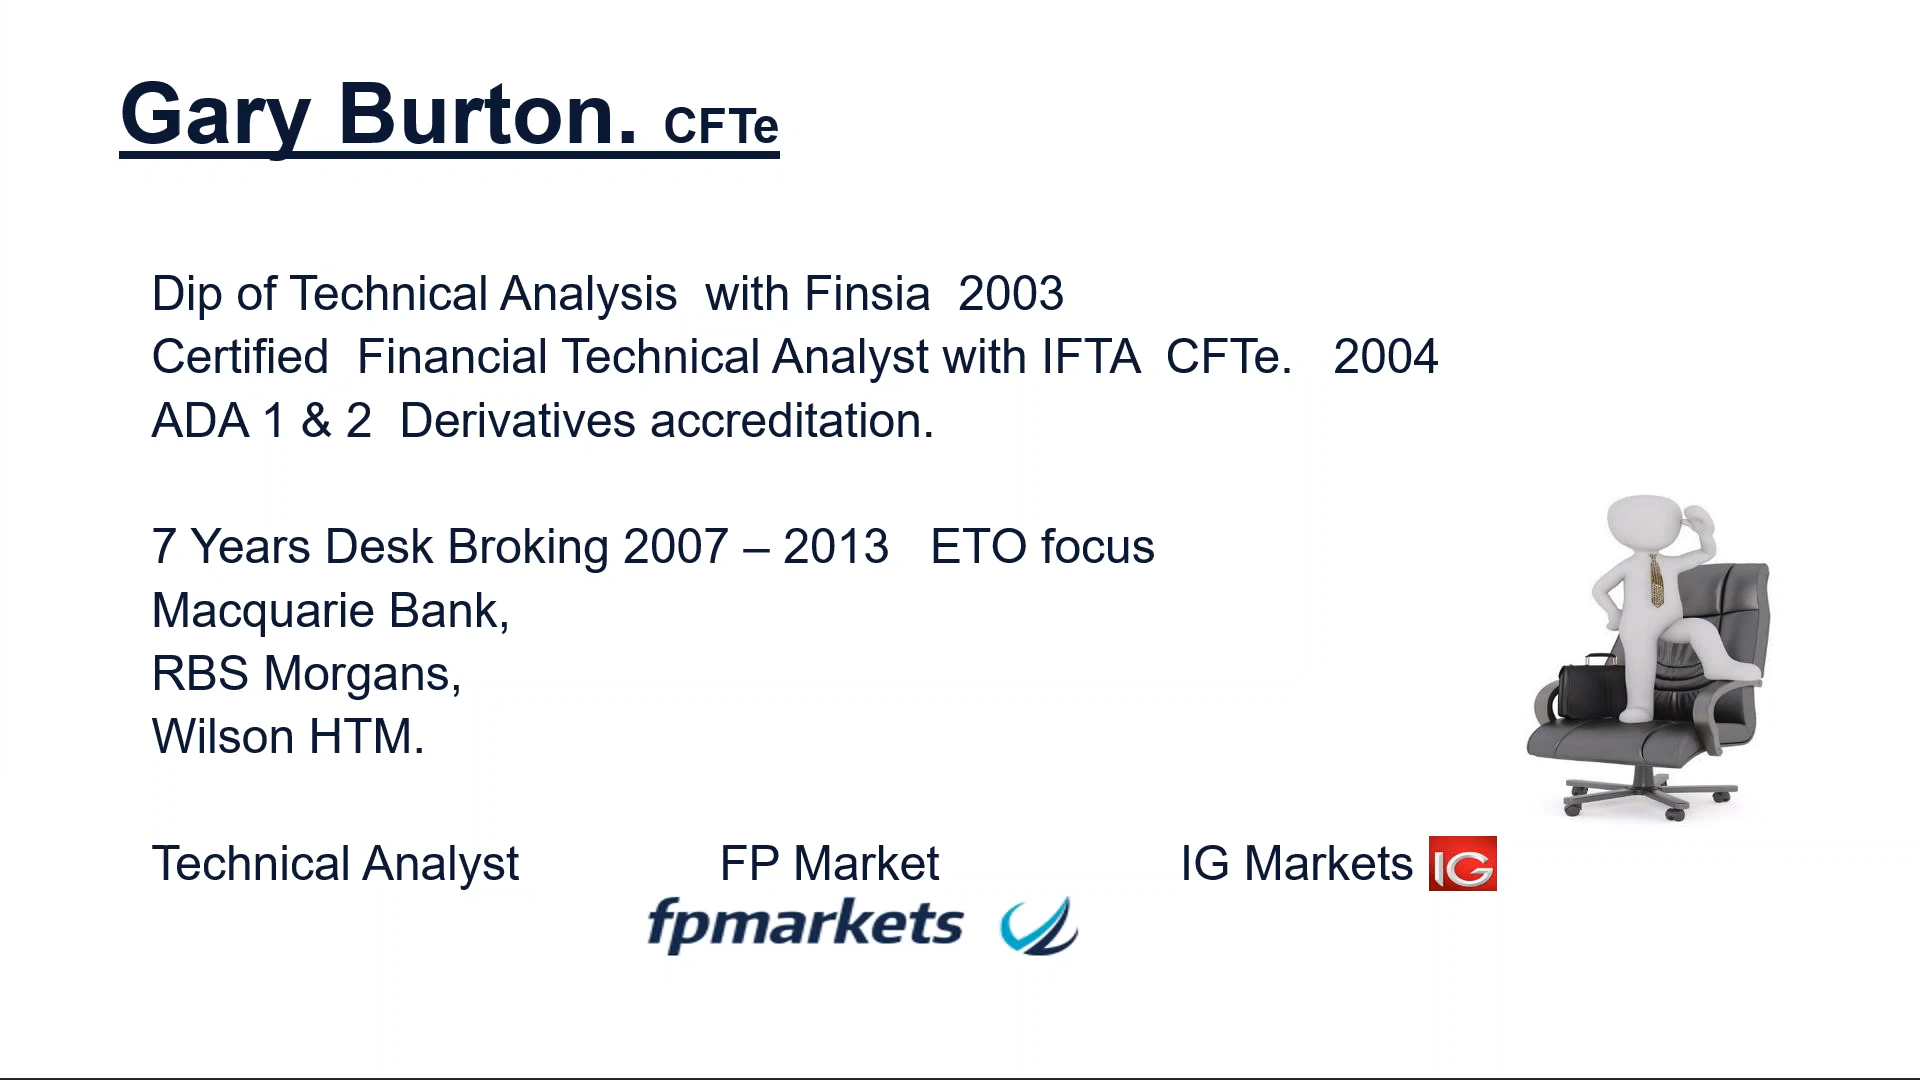 Gary Burton. CFTe
Dip of Technical Analysis with Finsia 2003
Certified Financial Technical Analyst with IFTA CFTe. 2004
ADA 1 & 2 Derivatives accreditation.
7 Years Desk Broking 2007 – 2013 ETO focus
Macquarie Bank,
RBS Morgans,
Wilson HTM.
Technical Analyst FP Market IG Markets IG
fpmarkets